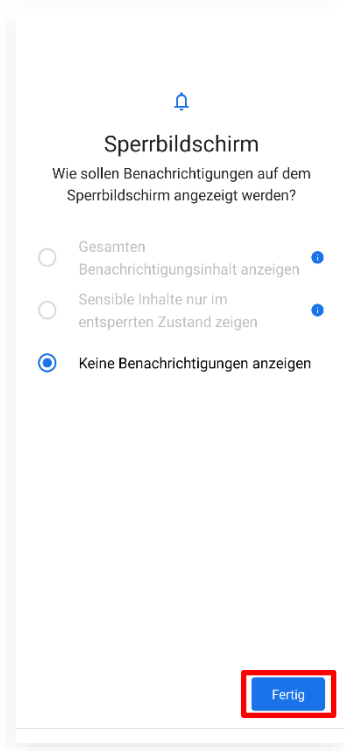 Sperrbildschirm
Wie sollen Benachrichtigungen auf dem
Sperrbildschirm angezeigt werden?
Gesamten
Benachrichtigungsinhalt anzeigen
Sensible Inhalte nur im
entsperrten Zustand zeigen
Keine Benachrichtigungen anzeigen
Fertig